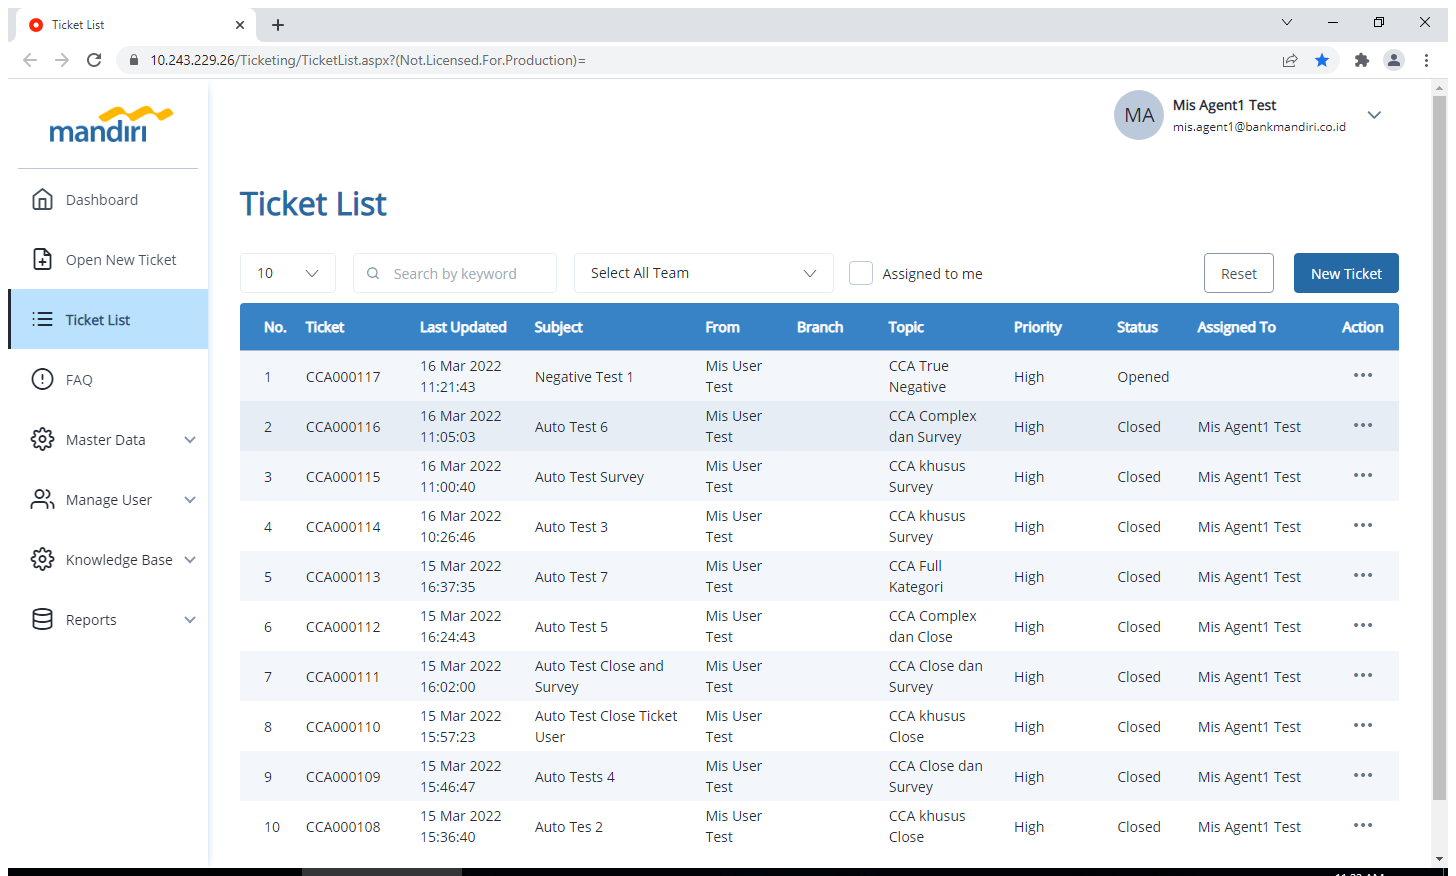 Ticket List
10.243.229.26/Ticketing/TicketList.aspx?(Not.Licensed.For.Production)=
mandiri
MA
Mis Agent1 Test
mis.agent1@bankmandiri.co.id
Dashboard
Open New Ticket
Ticket List
FAQ
Master Data
Manage User
Knowledge Base
Reports
Ticket List
10
Search by keyword
Select All Team
Assigned to me
Reset
New Ticket
No. Ticket Last Updated Subject From Branch Topic Priority Status Assigned To Action
1 CCA000117 16 Mar 2022 11:21:43 Negative Test 1 Mis User Test CCA True Negative High Opened
2 CCA000116 16 Mar 2022 11:05:03 Auto Test 6 Mis User Test CCA Complex dan Survey High Closed Mis Agent1 Test
3 CCA000115 16 Mar 2022 11:00:40 Auto Test Survey Mis User Test CCA khusus Survey High Closed Mis Agent1 Test
4 CCA000114 16 Mar 2022 10:26:46 Auto Test 3 Mis User Test CCA khusus Survey High Closed Mis Agent1 Test
5 CCA000113 15 Mar 2022 16:37:35 Auto Test 7 Mis User Test CCA Full Kategori High Closed Mis Agent1 Test
6 CCA000112 15 Mar 2022 16:24:43 Auto Test 5 Mis User Test CCA Complex dan Close High Closed Mis Agent1 Test
7 CCA000111 15 Mar 2022 16:02:00 Auto Test Close and Survey Mis User Test CCA Close dan Survey High Closed Mis Agent1 Test
8 CCA000110 15 Mar 2022 15:57:23 Auto Test Close Ticket User Mis User Test CCA khusus Close High Closed Mis Agent1 Test
9 CCA000109 15 Mar 2022 15:46:47 Auto Tests 4 Mis User Test CCA Close dan Survey High Closed Mis Agent1 Test
10 CCA000108 15 Mar 2022 15:36:40 Auto Tes 2 Mis User Test CCA khusus Close High Closed Mis Agent1 Test